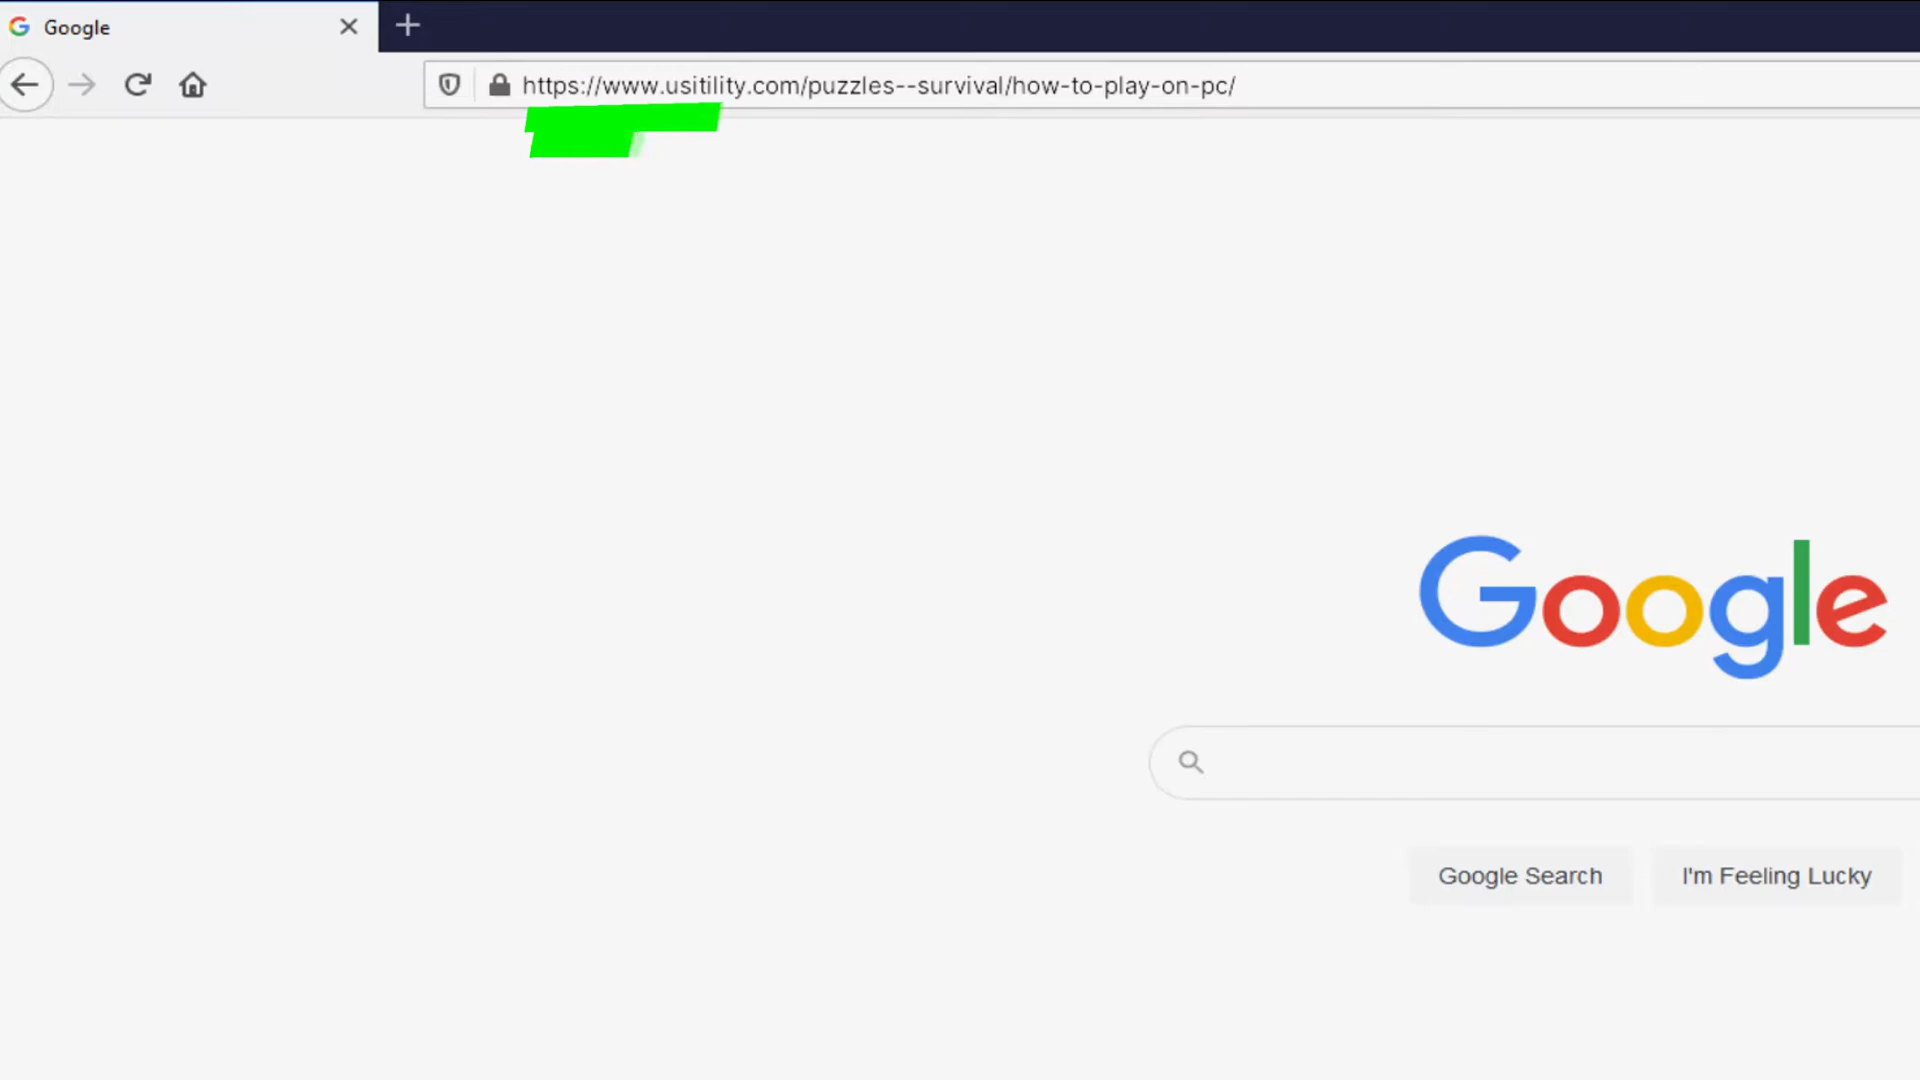 Google
https://www.usitility.com/puzzles--survival/how-to-play-on-pc/
Google
Google Search
I'm Feeling Lucky